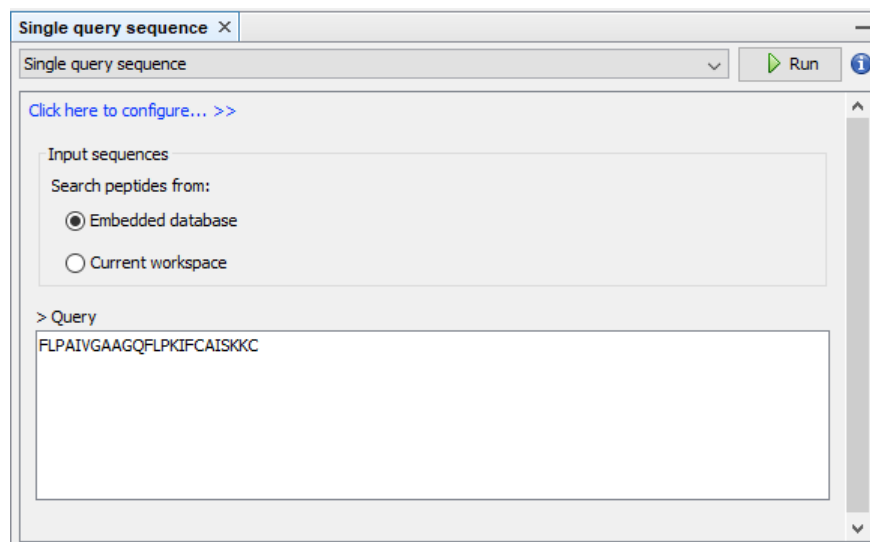 Single query sequence
Single query sequence Run
Click here to configure... >>
Input sequences
Search peptides from:
Embedded database
Current workspace
> Query
FLPAIVGAAGQFLPKIFCAISKKC